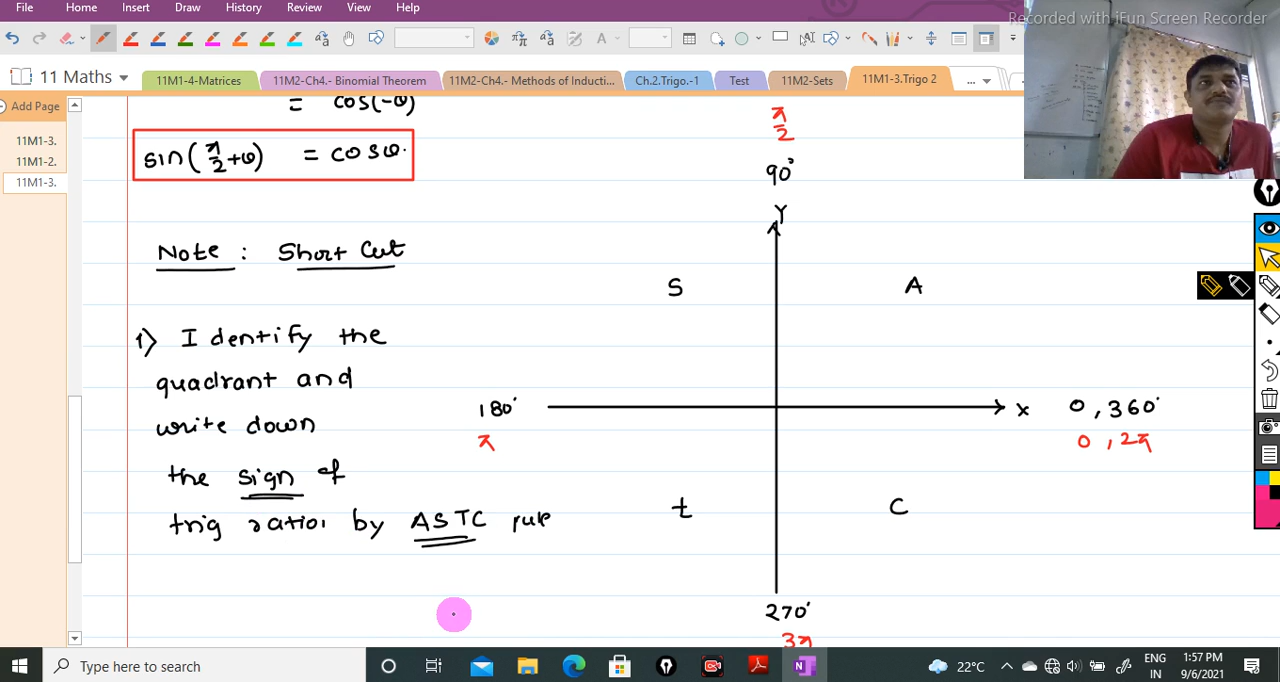 File Home Insert Draw History Review View Help
Recorded with iFun Screen Recorder
11 Maths
11M1-4-Matrices
11M2-Ch4.- Binomial Theorem
11M2-Ch4.- Methods of Inducti...
Ch.2.Trigo.-1
Test
11M2-Sets
11M1-3.Trigo 2
...
Add Page
11M1-3.
11M1-2.
11M1-3.
= cos(-θ)
sin(π/2+θ) = cosθ.
Note : Short Cut
1) Identify the
quadrant and
write down
the sign of
trig ratios by ASTC rule
π/2
90°
Y
S A
180° X 0, 360°
π 0, 2π
t C
270°
3π
Type here to search
22°C
ENG
IN
1:57 PM
9/6/2021